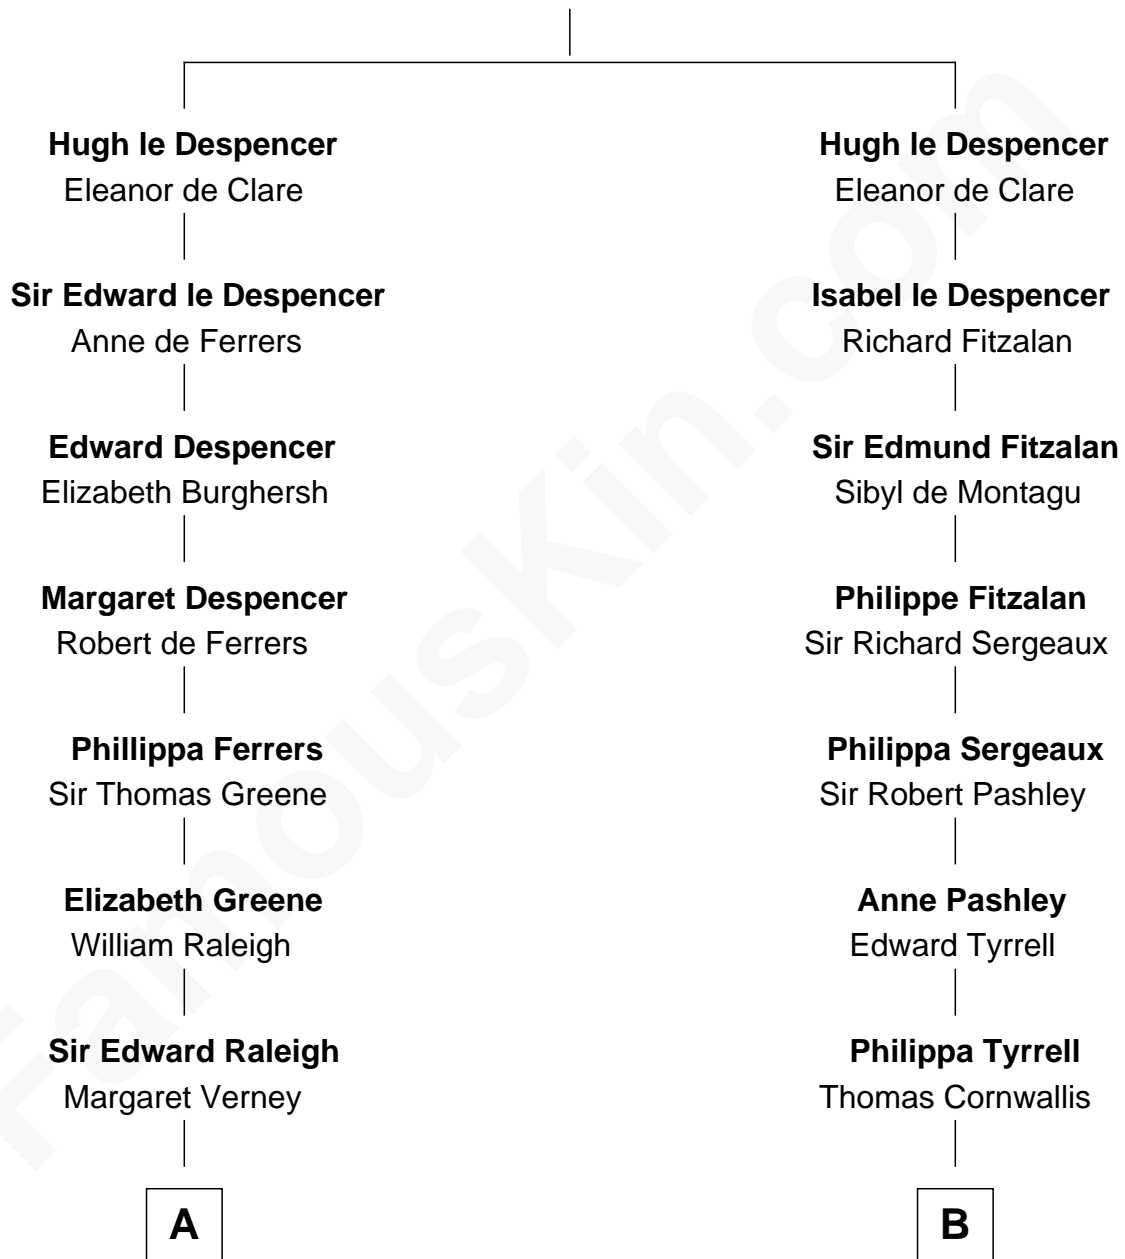 Hugh le Despencer
Eleanor de Clare
Sir Edward le Despencer
Anne de Ferrers
Edward Despencer
Elizabeth Burghersh
Margaret Despencer
Robert de Ferrers
Phillippa Ferrers
Sir Thomas Greene
Elizabeth Greene
William Raleigh
Sir Edward Raleigh
Margaret Verney
A
Hugh le Despencer
Eleanor de Clare
Isabel le Despencer
Richard Fitzalan
Sir Edmund Fitzalan
Sibyl de Montagu
Philippe Fitzalan
Sir Richard Sergeaux
Philippa Sergeaux
Sir Robert Pashley
Anne Pashley
Edward Tyrrell
Philippa Tyrrell
Thomas Cornwallis
B
FamousKin.com